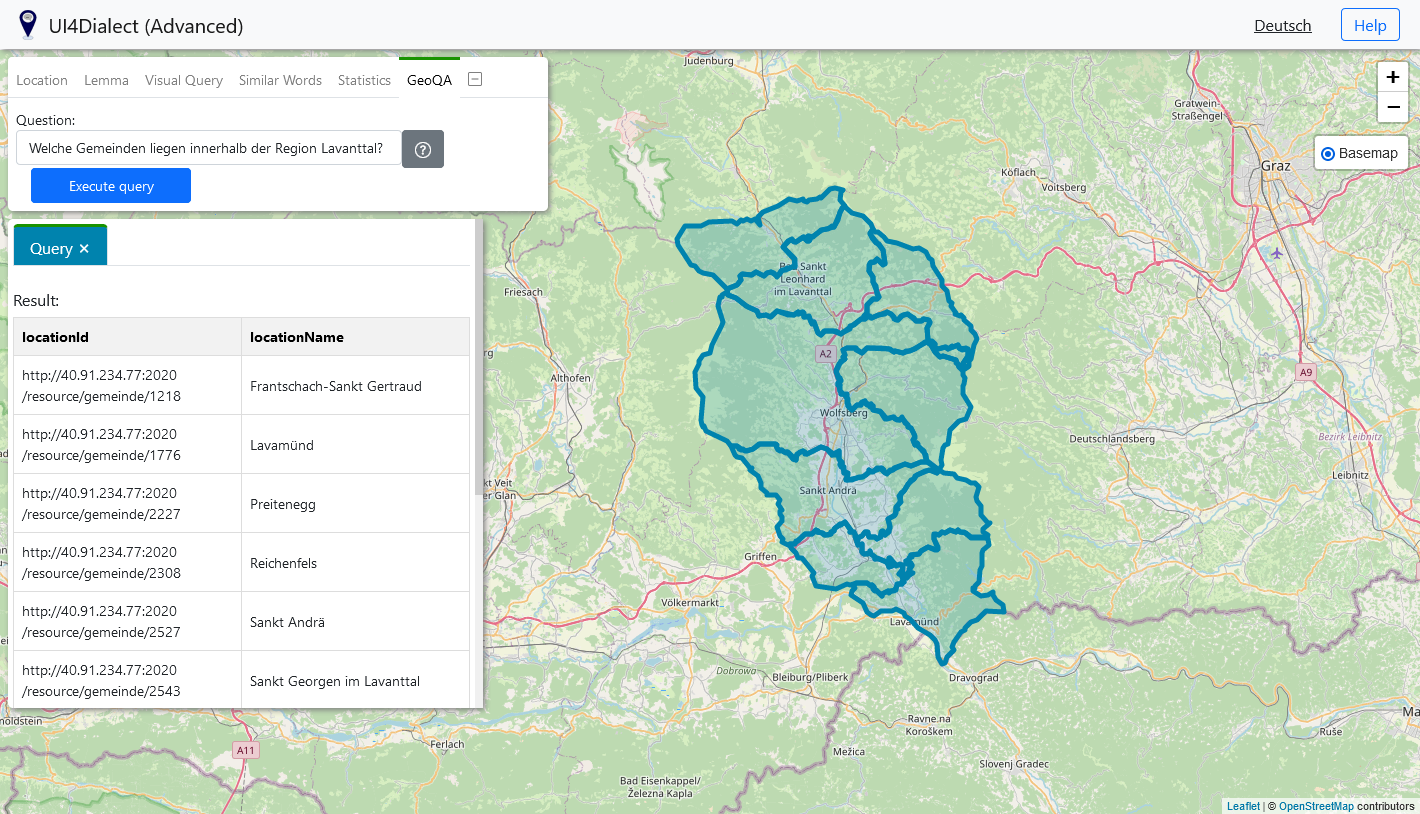 UI4Dialect (Advanced)
Deutsch
Help
Location
Lemma
Visual Query
Similar Words
Statistics
GeoQA
Question:
Welche Gemeinden liegen innerhalb der Region Lavanttal?
Execute query
Query ×
Result:
locationId
locationName
http://40.91.234.77:2020
/resource/gemeinde/1218
Frantschach-Sankt Gertraud
http://40.91.234.77:2020
/resource/gemeinde/1776
Lavamünd
http://40.91.234.77:2020
/resource/gemeinde/2227
Preitenegg
http://40.91.234.77:2020
/resource/gemeinde/2308
Reichenfels
http://40.91.234.77:2020
/resource/gemeinde/2527
Sankt Andrä
http://40.91.234.77:2020
/resource/gemeinde/2543
Sankt Georgen im Lavanttal
+
−
Basemap
Judenburg
Gratwein-
Straßengel
Graz
Köflach
Voitsberg
Bad Sankt
Leonhard
im Lavanttal
Friesach
A2
A9
Althofen
Wolfsberg
Deutschlandsberg
Bezirk Leibnitz
Leibnitz
Sankt Andrä
Griffen
Völkermarkt
Lavamünd
Dobrowa
Bleiburg/Pliberk
Dravograd
Ravne na
Koroškem
Ruše
Ferlach
A11
Mežica
Slovenj Gradec
Bad Eisenkappel/
Železna Kapla
Leaflet | © OpenStreetMap contributors